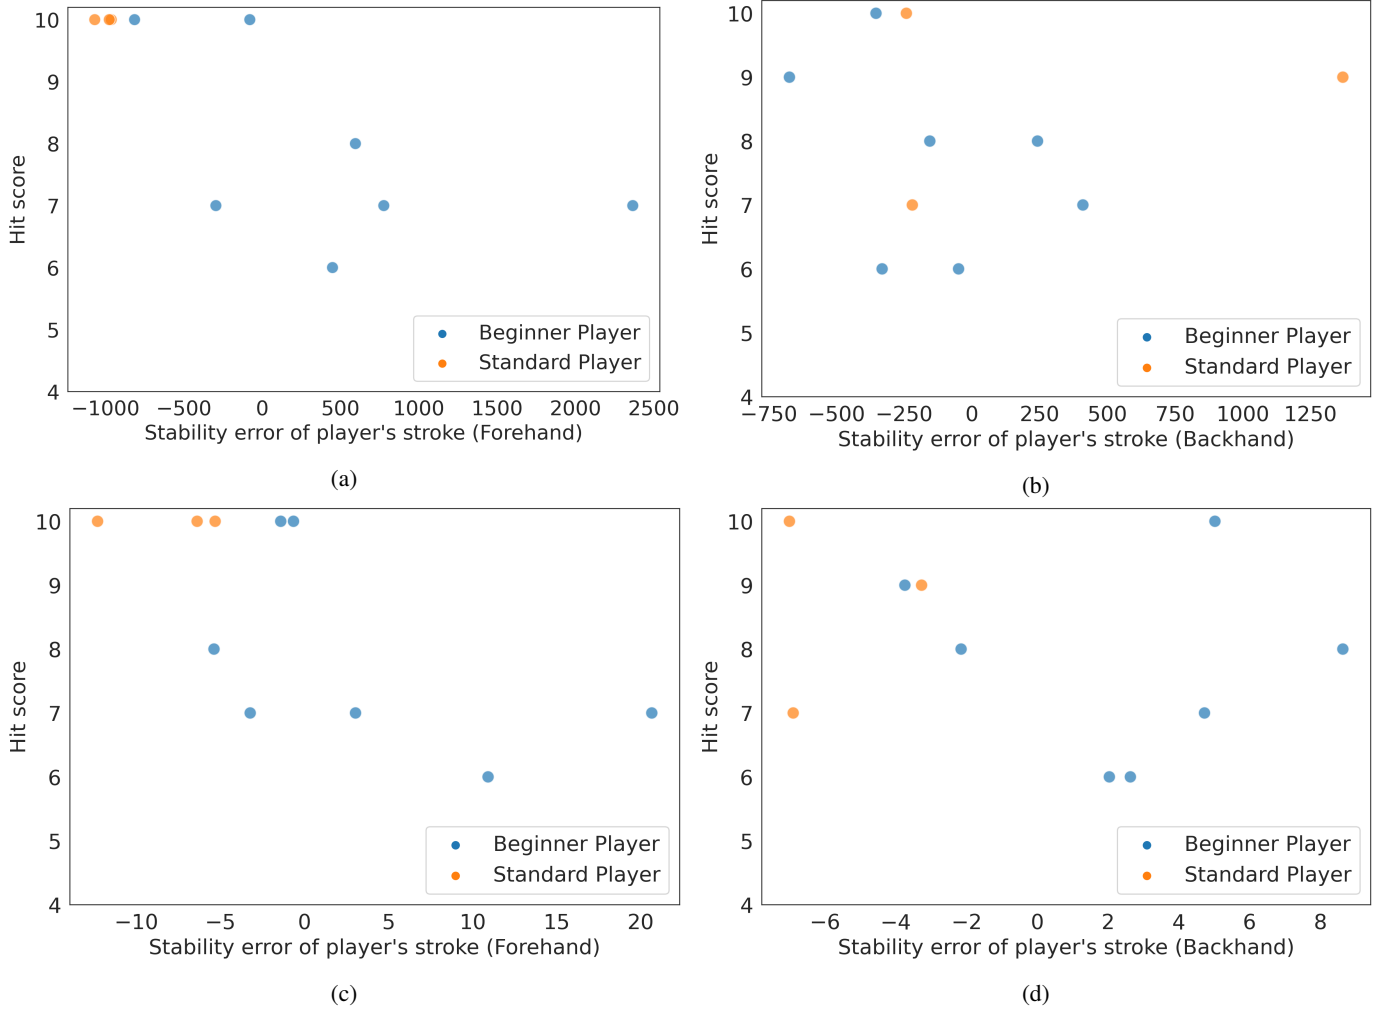 10
9
8
7
6
5
4
Hit score
Beginner Player
Standard Player
−1000 −500 0 500 1000 1500 2000 2500
Stability error of player's stroke (Forehand)
(a)
10
9
8
7
6
5
4
Hit score
Beginner Player
Standard Player
−750 −500 −250 0 250 500 750 1000 1250
Stability error of player's stroke (Backhand)
(b)
10
9
8
7
6
5
4
Hit score
Beginner Player
Standard Player
−10 −5 0 5 10 15 20
Stability error of player's stroke (Forehand)
(c)
10
9
8
7
6
5
4
Hit score
Beginner Player
Standard Player
−6 −4 −2 0 2 4 6 8
Stability error of player's stroke (Backhand)
(d)